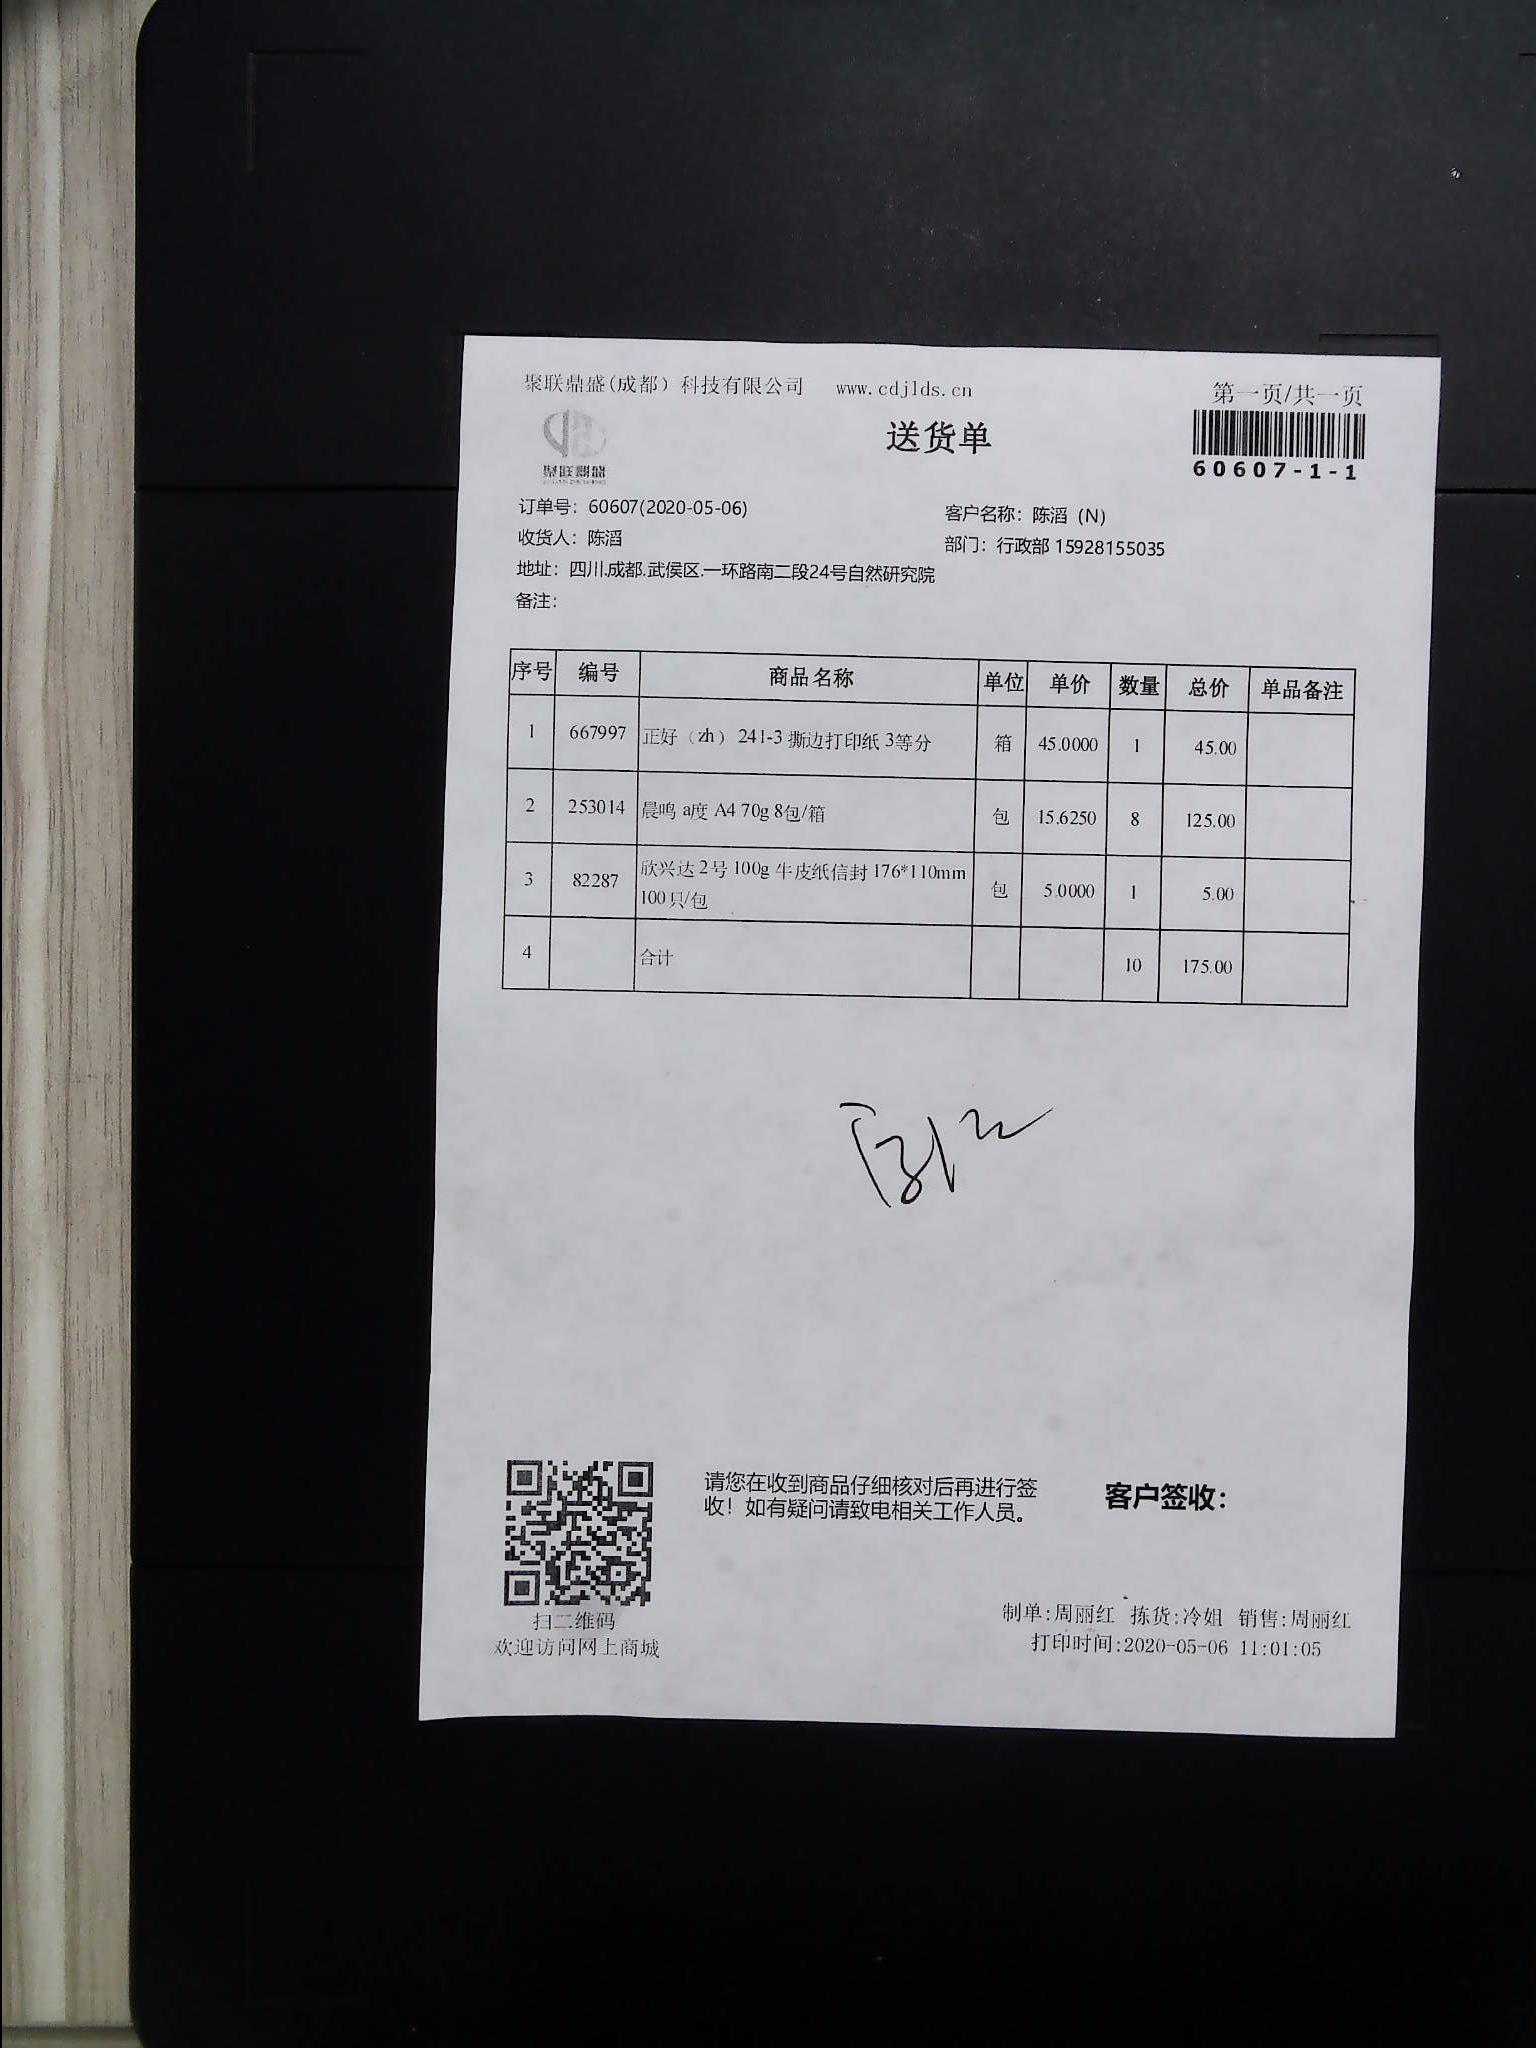 聚联鼎盛(成都）科技有限公司 www.cdjlds.cn 第一页/共一页
送货单
60607-1-1
订单号：60607(2020-05-06) 客户名称：陈滔（N）
收货人：陈滔 部门：行政部 15928155035
地址：四川.成都.武侯区.一环路南二段24号自然研究院
备注：
序号 编号 商品名称 单位 单价 数量 总价 单品备注
1 667997 正好（zh） 241-3 撕边打印纸 3等分 箱 45.0000 1 45.00
2 253014 晨鸣 a度 A4 70g 8包/箱 包 15.6250 8 125.00
3 82287 欣兴达 2号 100g 牛皮纸信封 176*110mm 包 5.0000 1 5.00
100只/包
4 合计 10 175.00
请您在收到商品仔细核对后再进行签 客户签收：
收！如有疑问请致电相关工作人员。
扫二维码
欢迎访问网上商城
制单:周丽红 拣货:冷姐 销售:周丽红
打印时间:2020-05-06 11:01:05